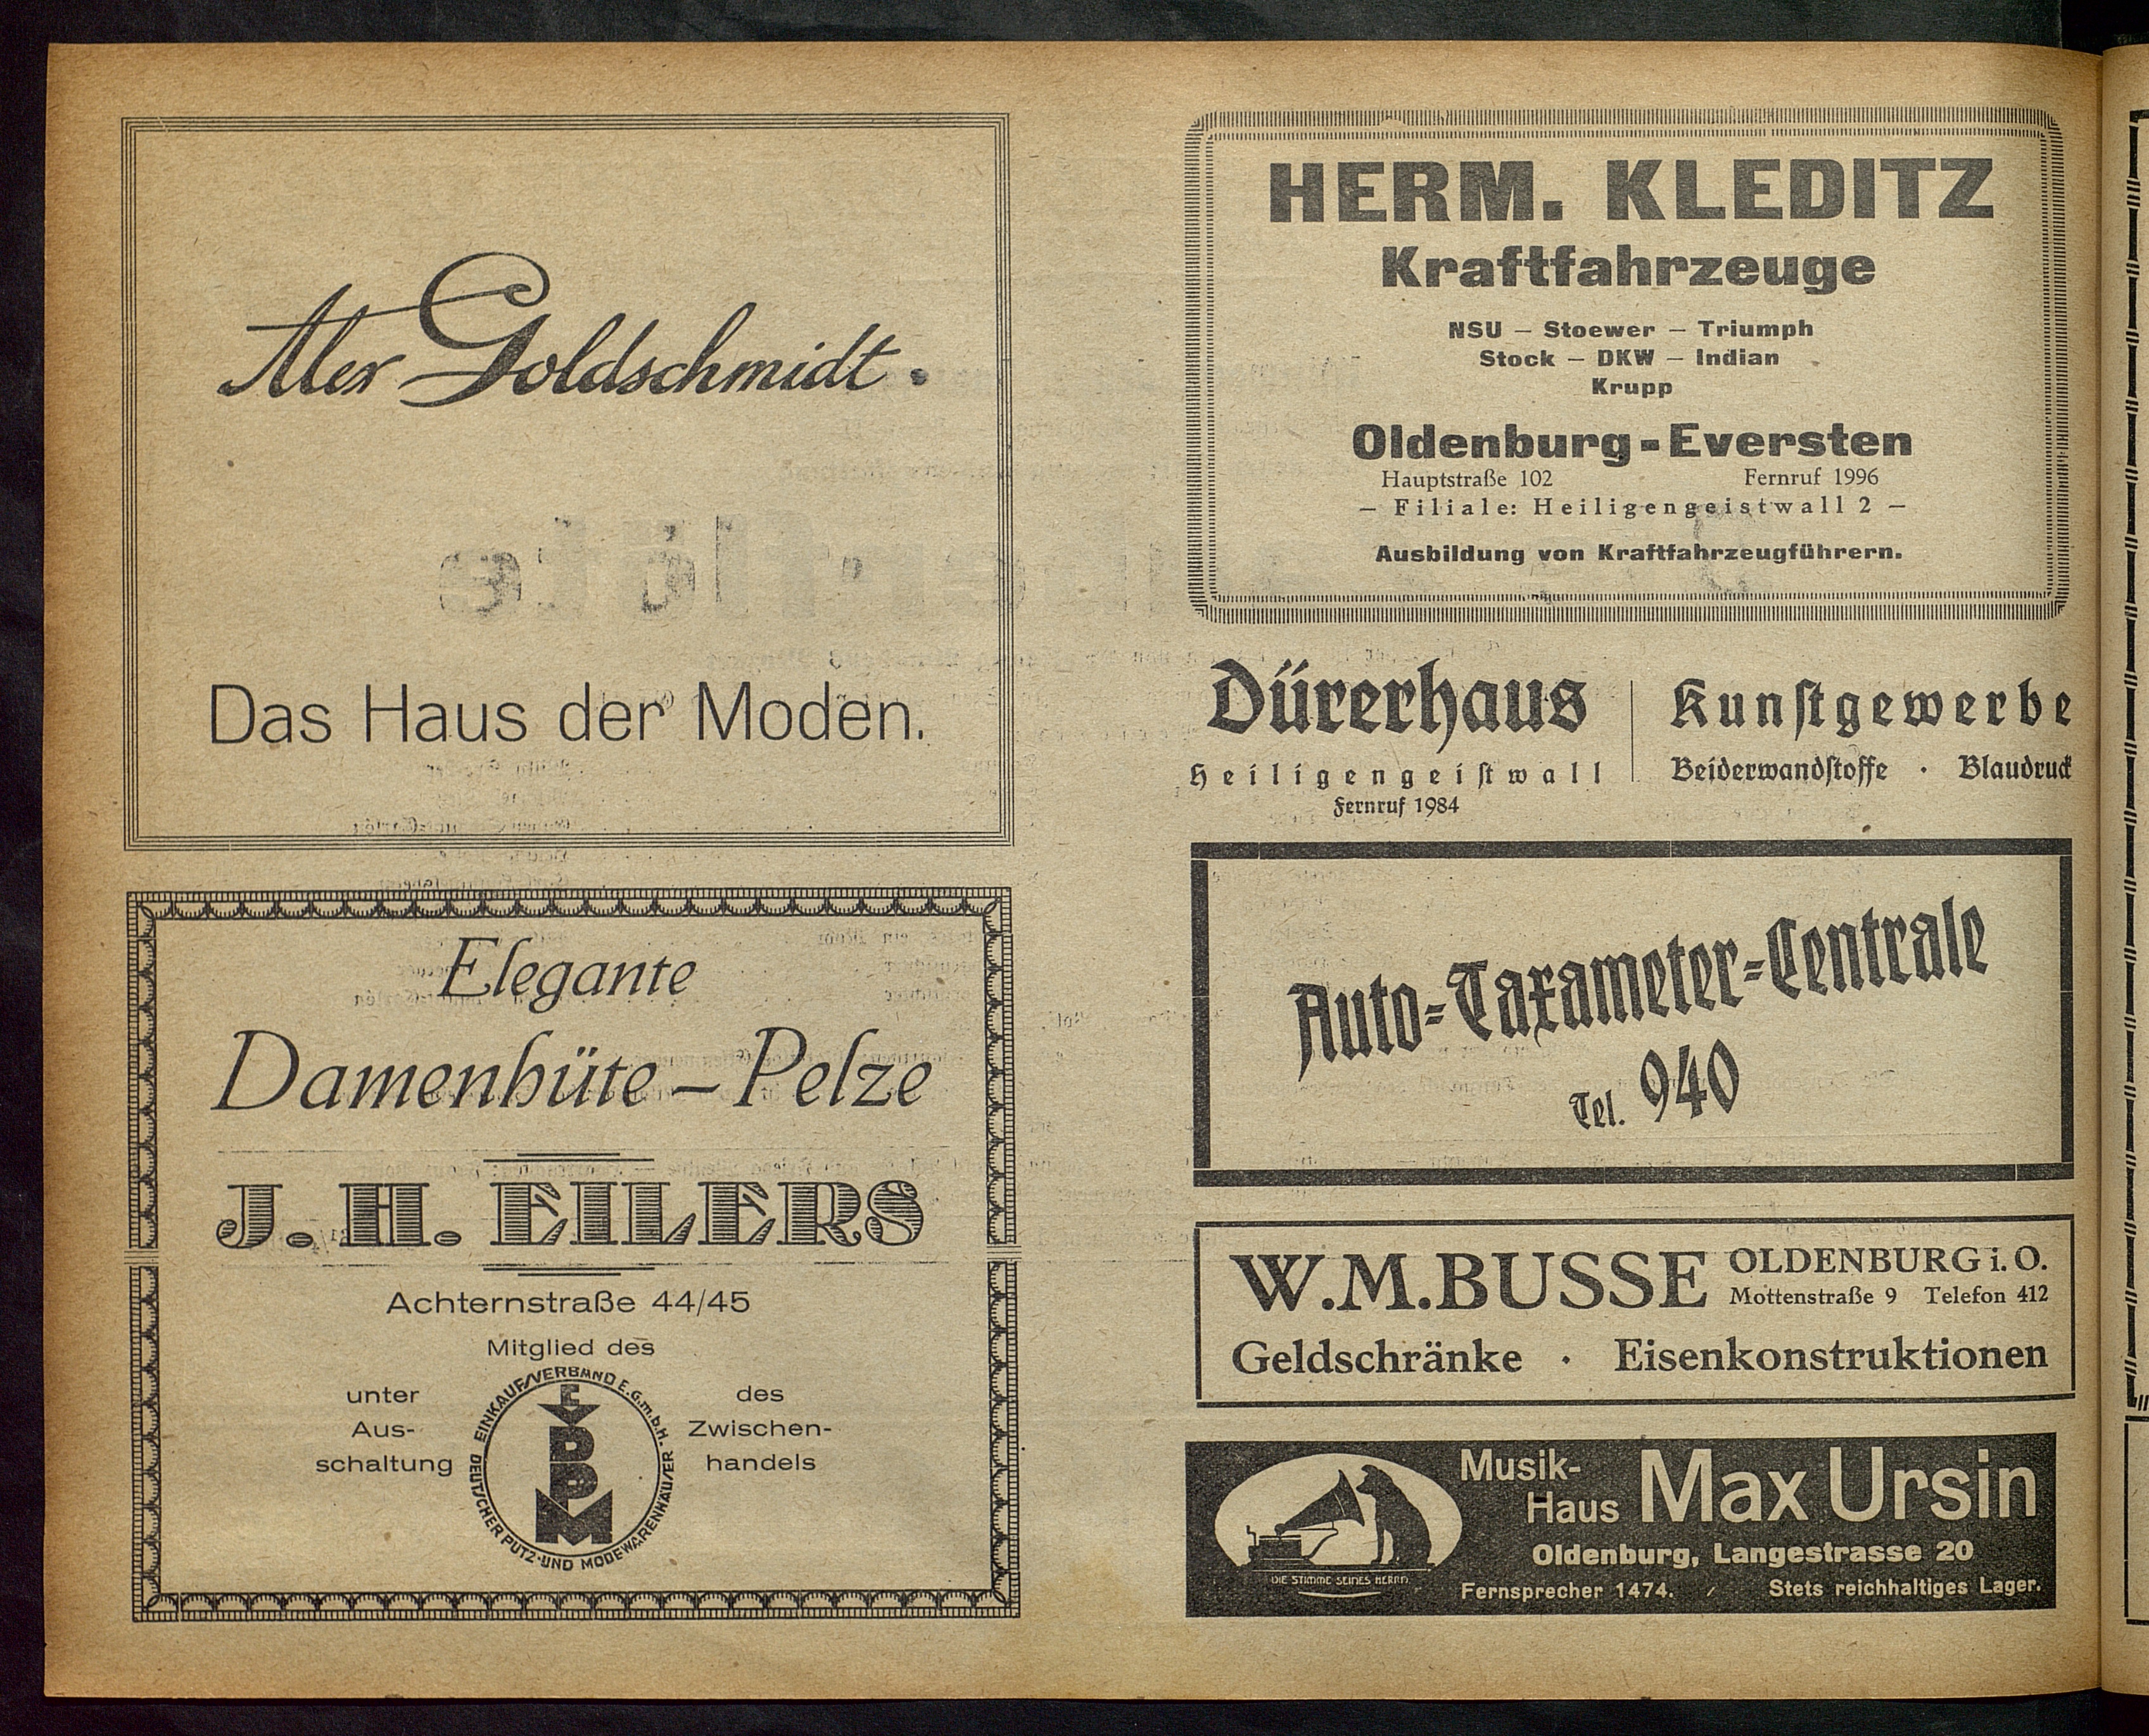 Alex Goldschmidt.
Das Haus der Moden.
Elegante
Damenhüte – Pelze
J. H. EILERS
Achternstraße 44/45
Mitglied des
unter
Aus-
schaltung
DEUTSCHER PUTZ- UND MODEWARENHÄUSER
EINKAUFSVERBAND E.G.m.b.H.
EVDPM
des
Zwischen-
handels
HERM. KLEDITZ
Kraftfahrzeuge
NSU — Stoewer — Triumph
Stock — DKW — Indian
Krupp
Oldenburg-Eversten
Hauptstraße 102 Fernruf 1996
— Filiale: Heiligengeistwall 2 —
Ausbildung von Kraftfahrzeugführern.
Dürerhaus
Heiligengeiſtwall
Fernruf 1984
Kunſtgewerbe
Beiderwandſtoffe · Blaudruck
Auto-Taxameter-Centrale
Tel. 940
W.M.BUSSE OLDENBURG i. O.
Mottenstraße 9 Telefon 412
Geldschränke · Eisenkonstruktionen
Musik-
Haus Max Ursin
Oldenburg, Langestrasse 20
DIE STIMME SEINES HERRN
Fernsprecher 1474. / Stets reichhaltiges Lager.